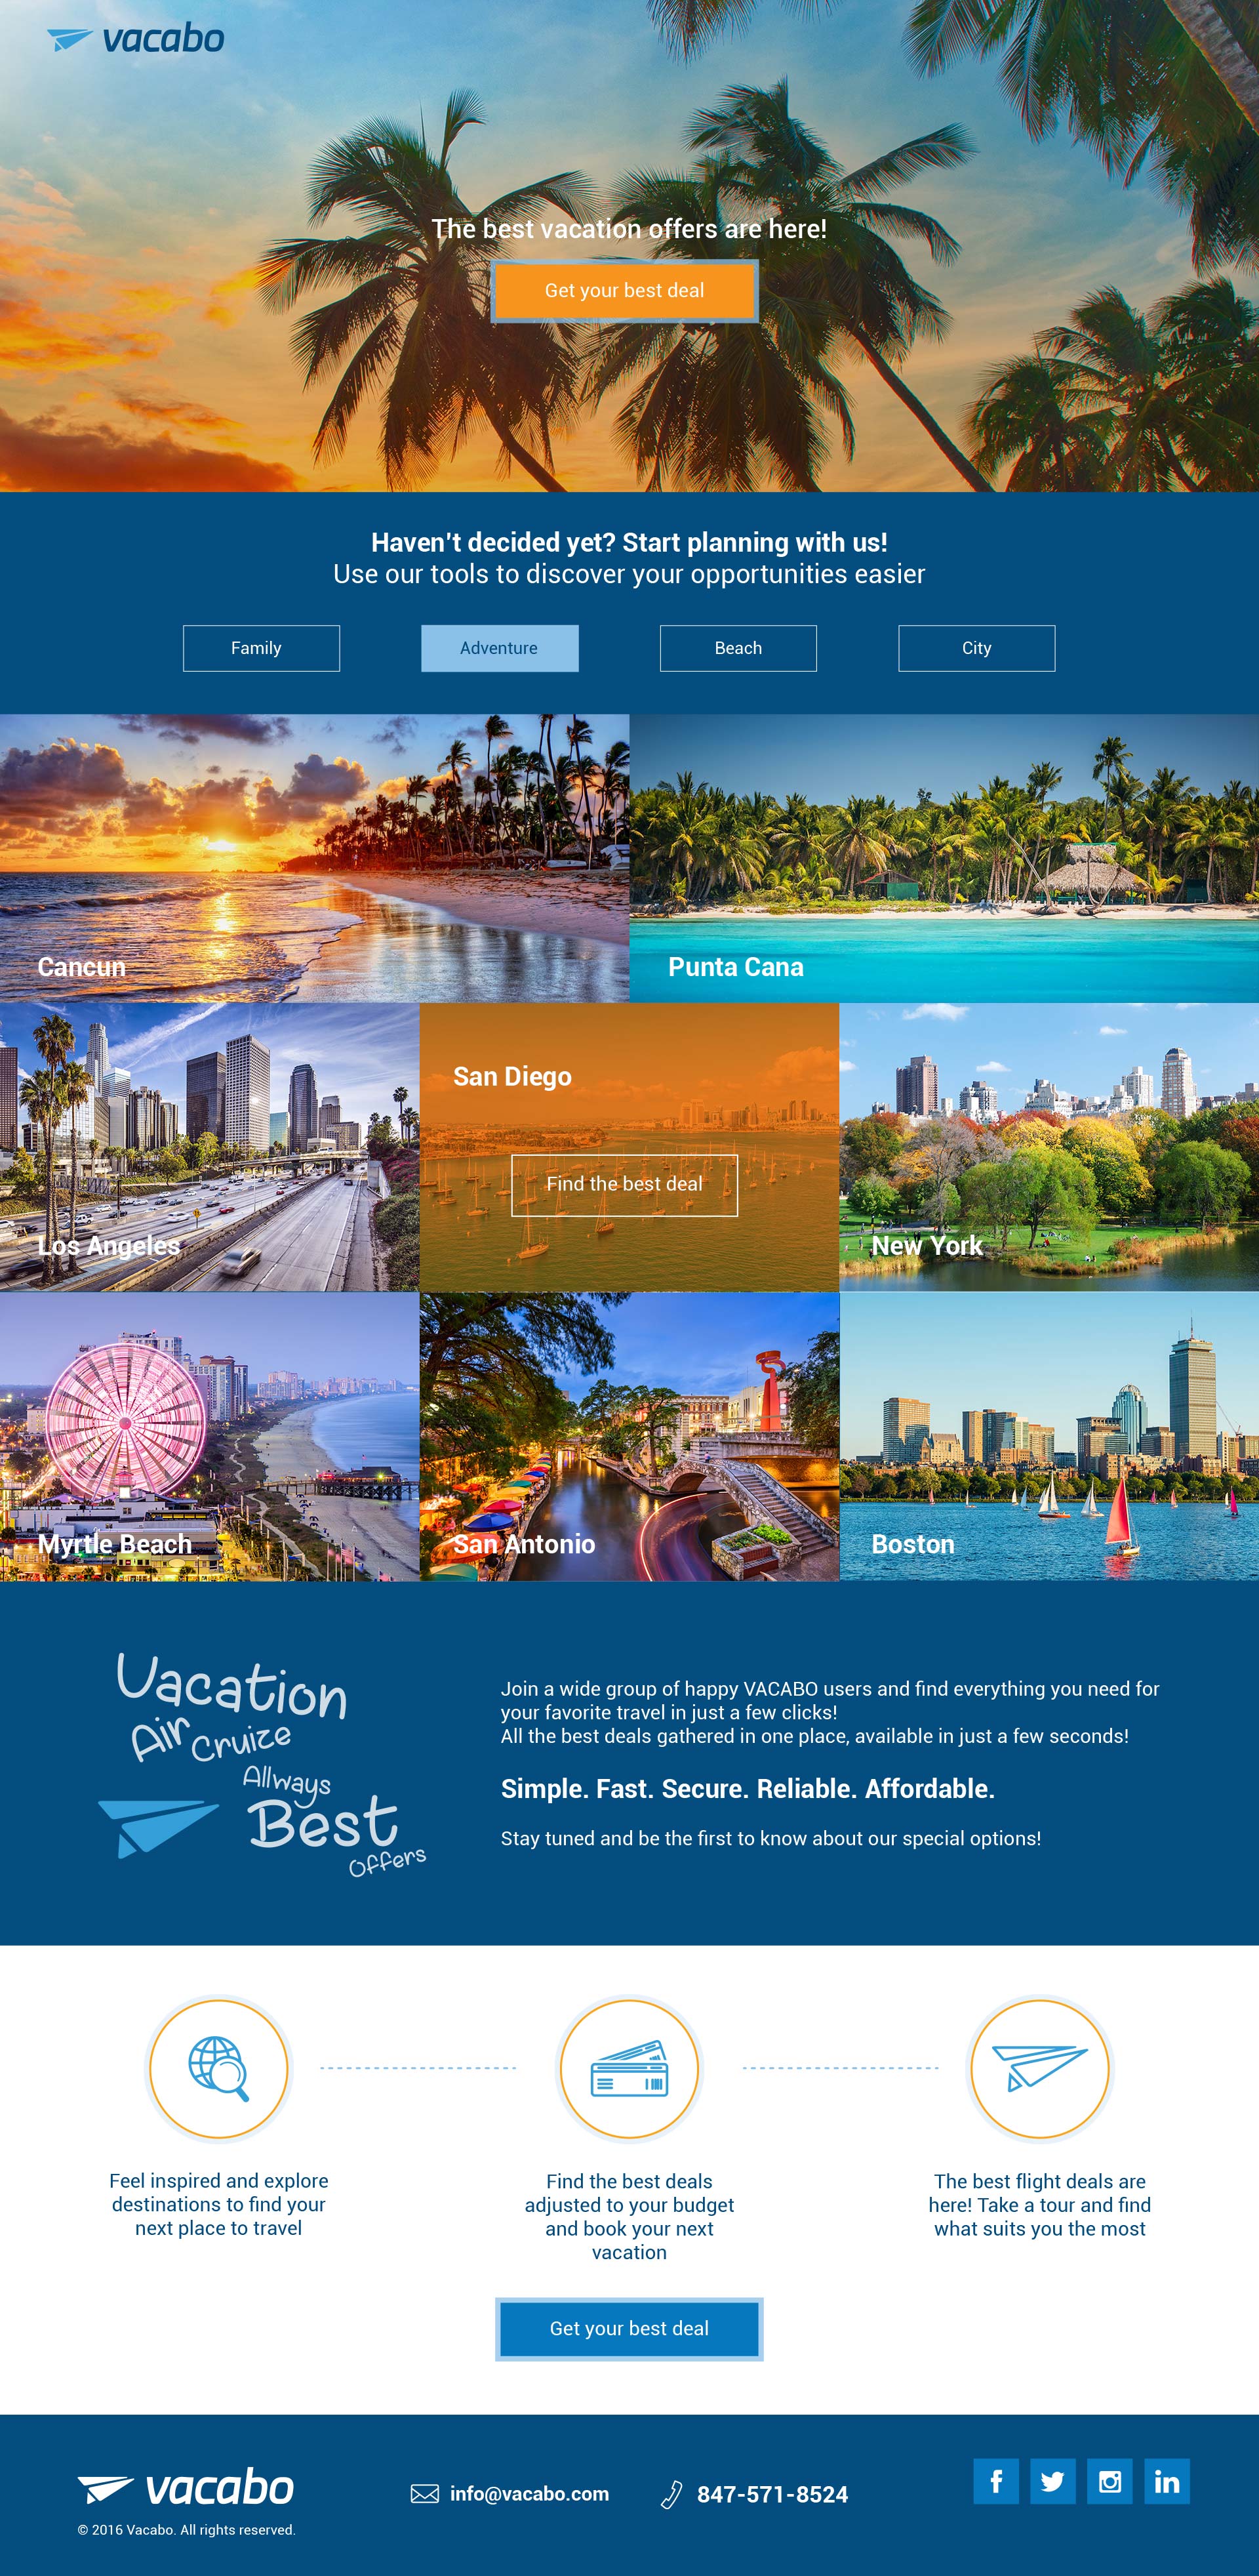 vacabo
The best vacation offers are here!
Get your best deal
Haven't decided yet? Start planning with us!
Use our tools to discover your opportunities easier
Family
Adventure
Beach
City
Cancun
Punta Cana
Los Angeles
San Diego
Find the best deal
New York
Myrtle Beach
San Antonio
Boston
Vacation
Air Cruize
Allways
Best
Offers
Join a wide group of happy VACABO users and find everything you need for
your favorite travel in just a few clicks!
All the best deals gathered in one place, available in just a few seconds!
Simple. Fast. Secure. Reliable. Affordable.
Stay tuned and be the first to know about our special options!
Feel inspired and explore
destinations to find your
next place to travel
Find the best deals
adjusted to your budget
and book your next
vacation
The best flight deals are
here! Take a tour and find
what suits you the most
Get your best deal
vacabo
© 2016 Vacabo. All rights reserved.
info@vacabo.com
847-571-8524
f
in